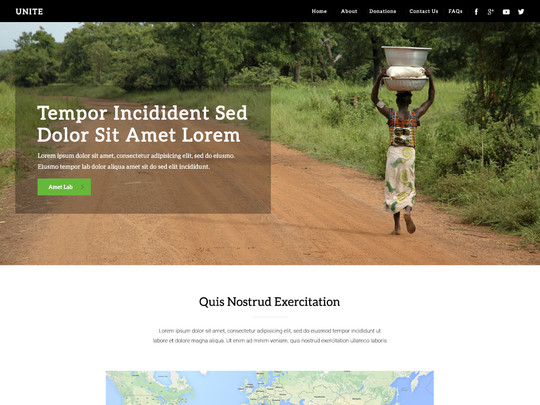 UNITE
Home About Donations Contact Us FAQs
Tempor Incidident Sed
Dolor Sit Amet Lorem
Lorem ipsum dolor sit amet, consectetur adipisicing elit, sed do eiusmo.
Eiusmo tempor lab dolor aliqua amet sit do sed elit incididunt.
Amet Lab
Quis Nostrud Exercitation
Lorem ipsum dolor sit amet, consectetur adipisicing elit, sed do eiusmod tempor incididunt ut
labore et dolore magna aliqua. Ut enim ad minim veniam, quis nostrud exercitation ullamco laboris